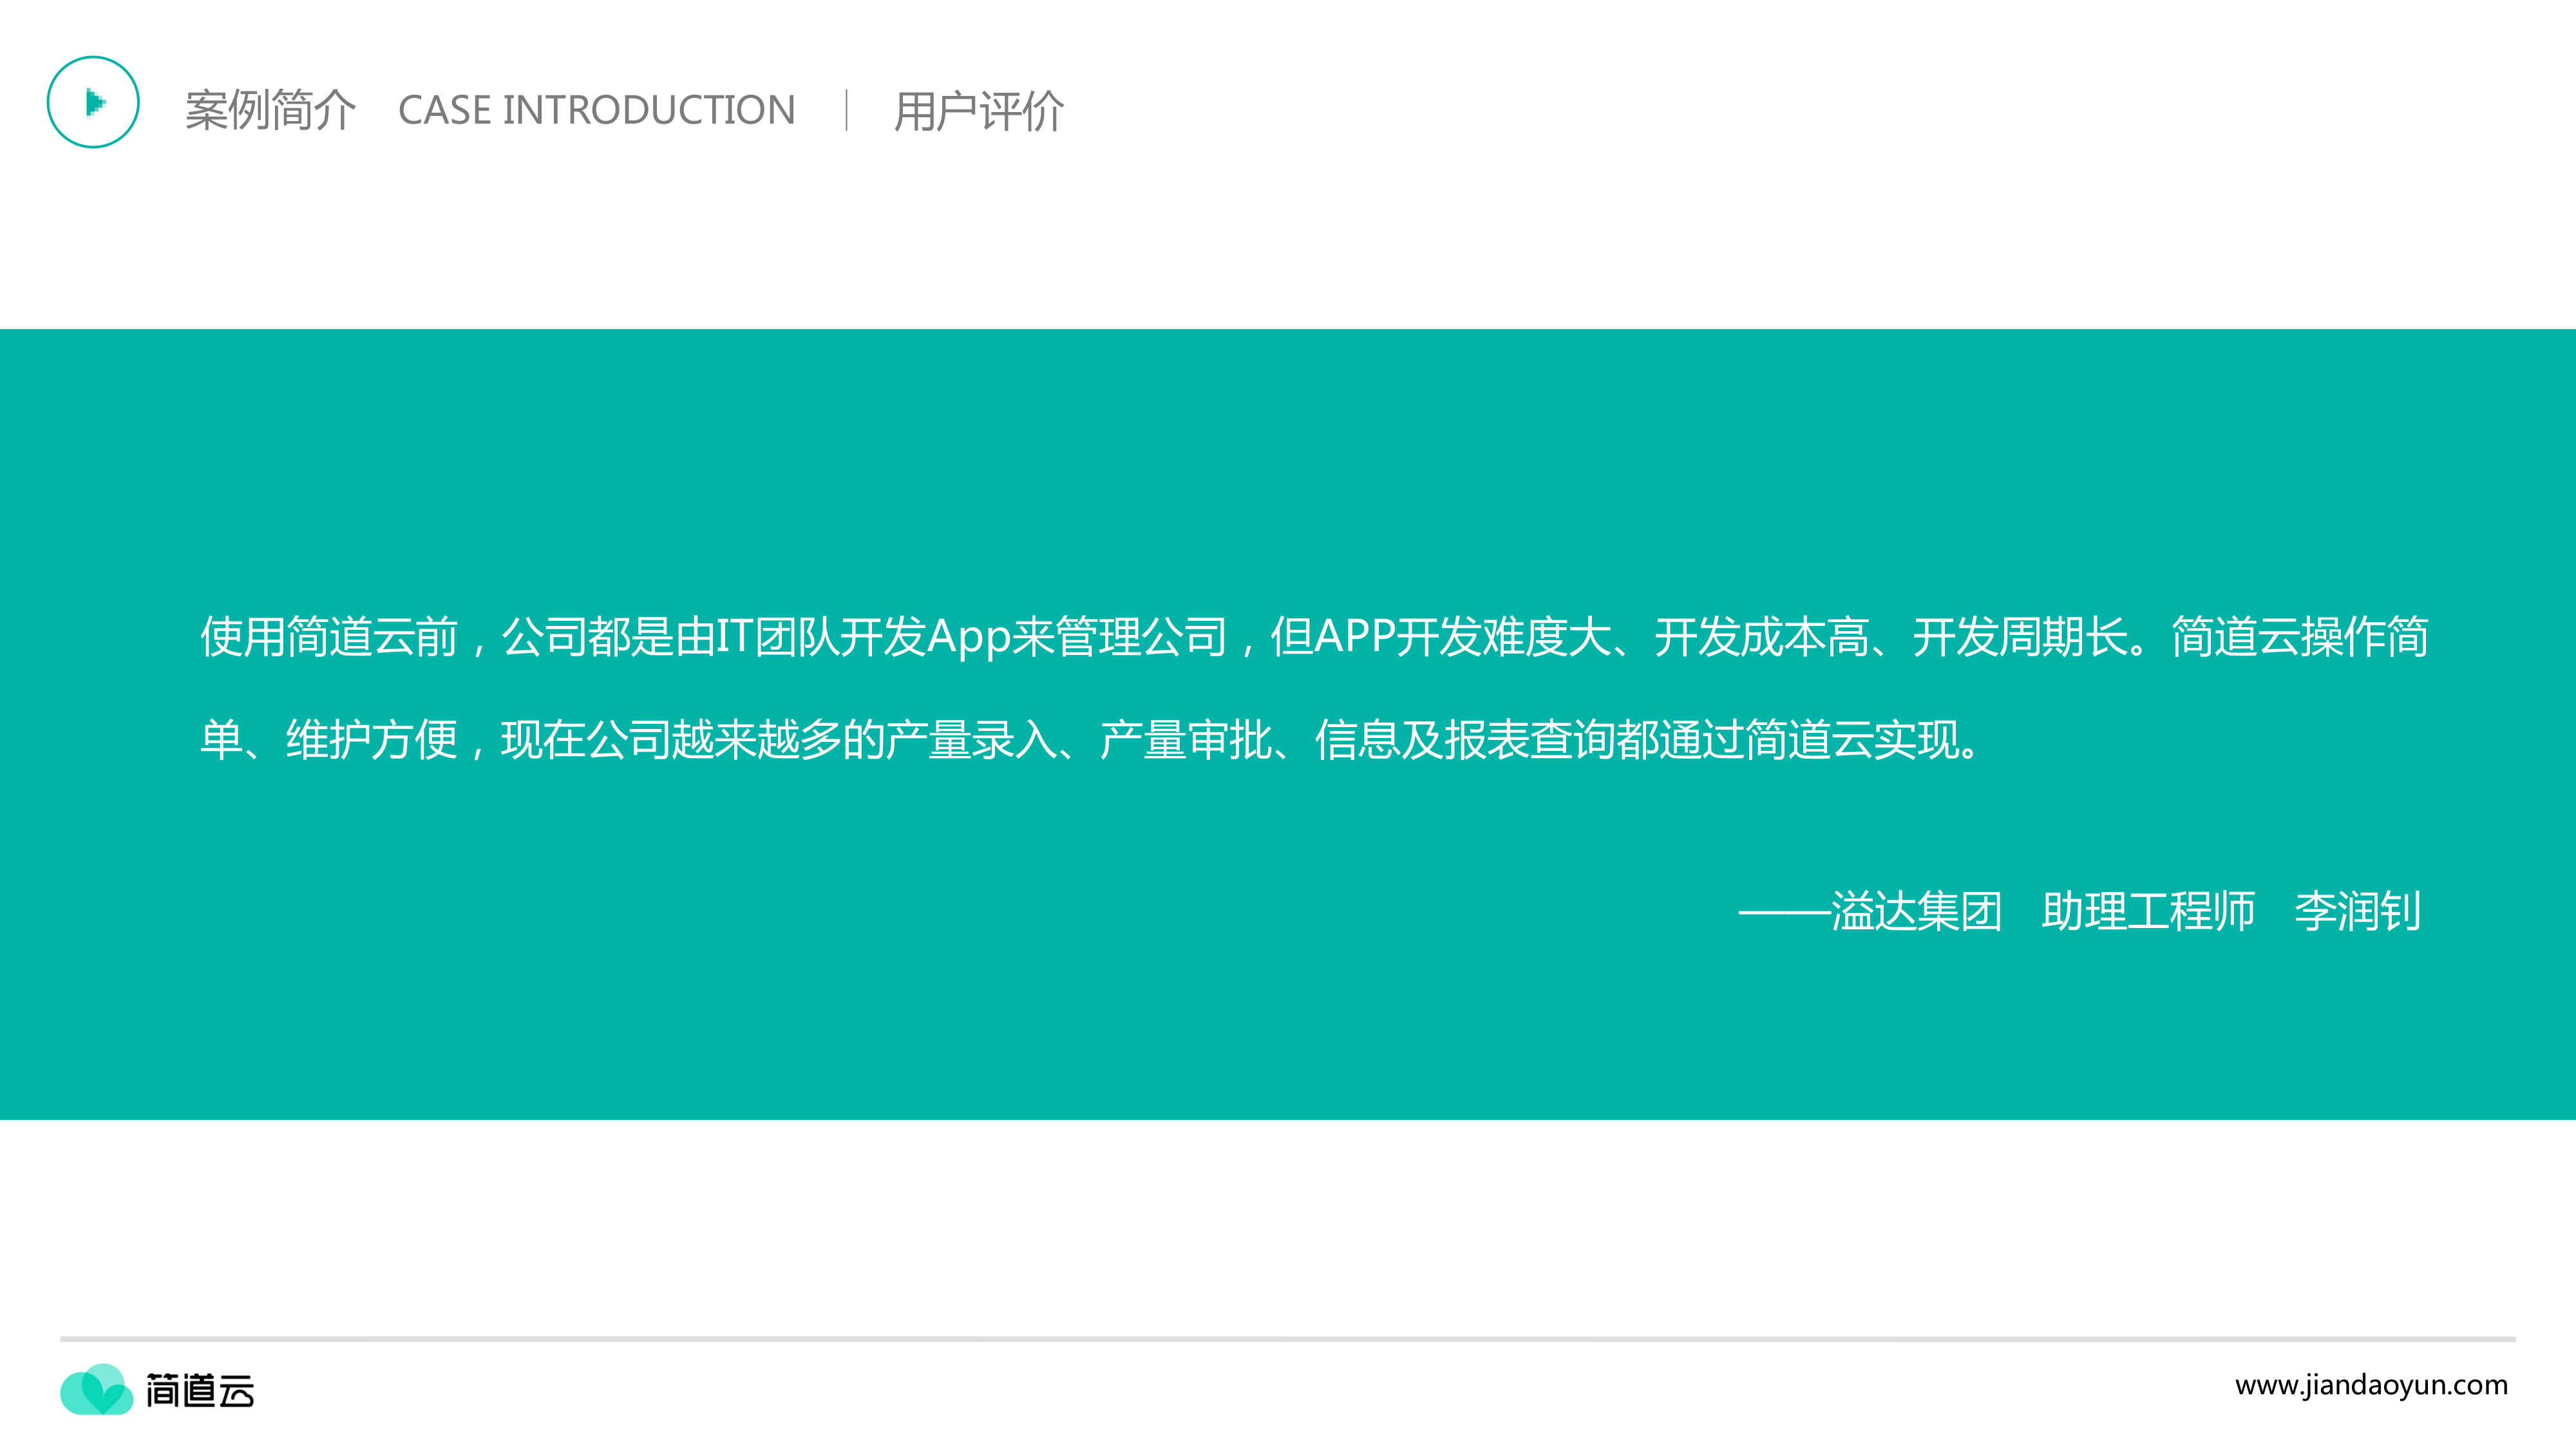 案例简介 CASE INTRODUCTION | 用户评价
使用简道云前，公司都是由IT团队开发App来管理公司，但APP开发难度大、开发成本高、开发周期长。简道云操作简
单、维护方便，现在公司越来越多的产量录入、产量审批、信息及报表查询都通过简道云实现。
——溢达集团 助理工程师 李润钊
简道云
www.jiandaoyun.com